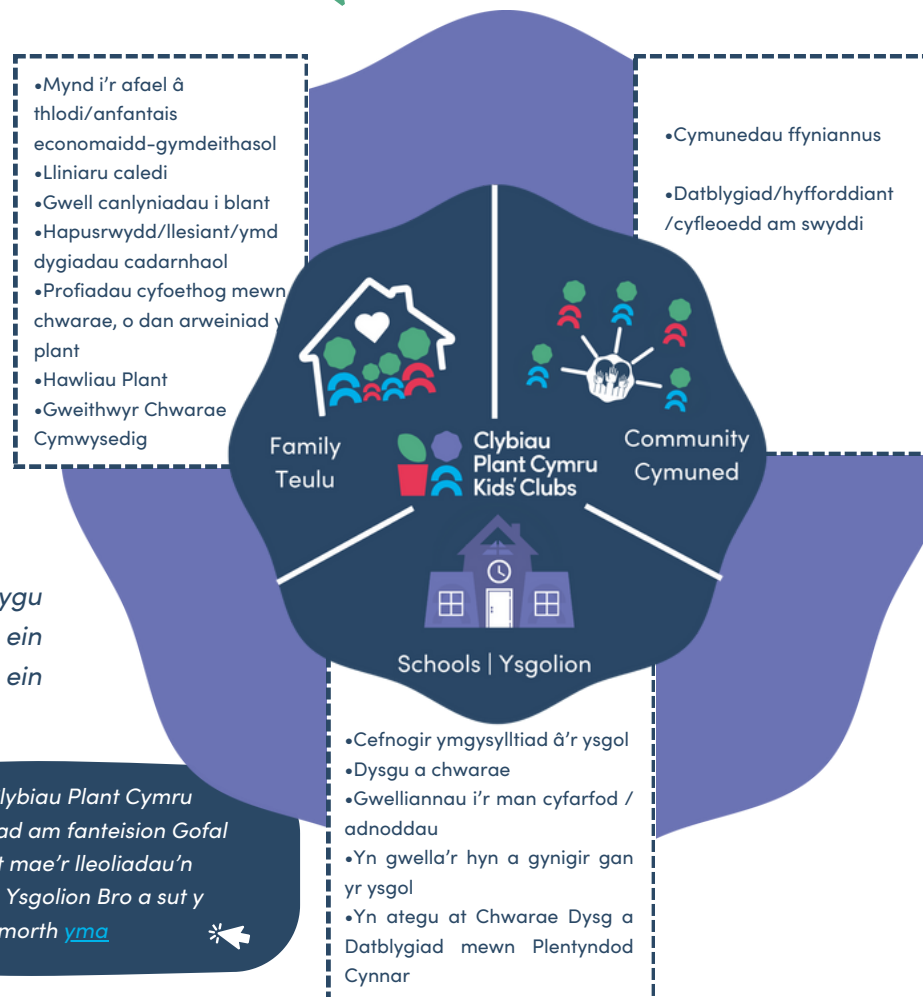 •Mynd i'r afael â
thlodi/anfantais
economaidd-gymdeithasol
•Lliniaru caledi
•Gwell canlyniadau i blant
•Hapusrwydd/llesiant/ymd
dygiadau cadarnhaol
•Profiadau cyfoethog mewn
chwarae, o dan arweiniad y
plant
•Hawliau Plant
•Gweithwyr Chwarae
Cymwysedig
•Cymunedau ffyniannus
•Datblygiad/hyfforddiant
/cyfleoedd am swyddi
Family
Teulu
Clybiau
Plant Cymru
Kids' Clubs
Community
Cymuned
Schools | Ysgolion
ygu
ein
ein
•Cefnogir ymgysylltiad â'r ysgol
•Dysgu a chwarae
•Gwelliannau i'r man cyfarfod /
adnoddau
•Yn gwella'r hyn a gynigir gan
yr ysgol
•Yn ategu at Chwarae Dysg a
Datblygiad mewn Plentyndod
Cynnar
lybiau Plant Cymru
ad am fanteision Gofal
t mae'r lleoliadau'n
Ysgolion Bro a sut y
morth yma